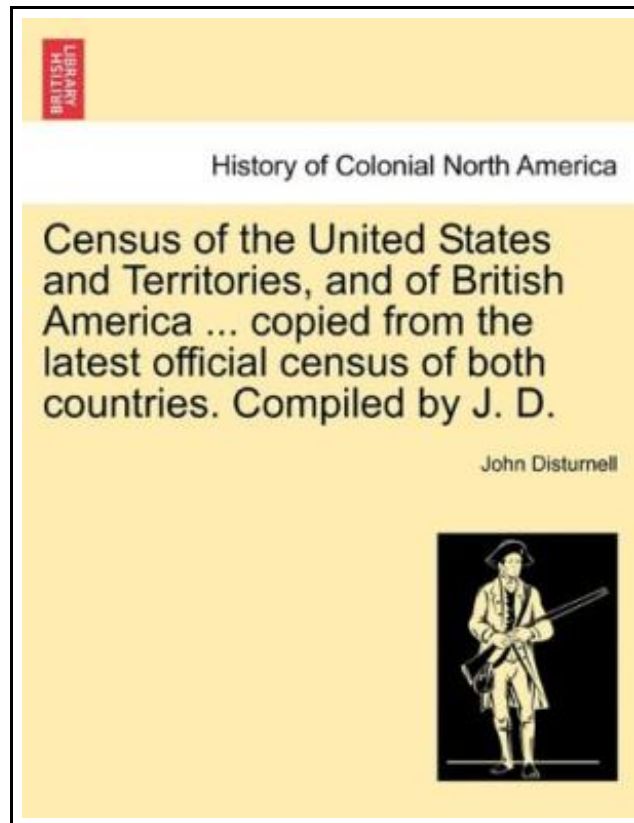 BRITISH
LIBRARY
History of Colonial North America
Census of the United States
and Territories, and of British
America ... copied from the
latest official census of both
countries. Compiled by J. D.
John Disturnell